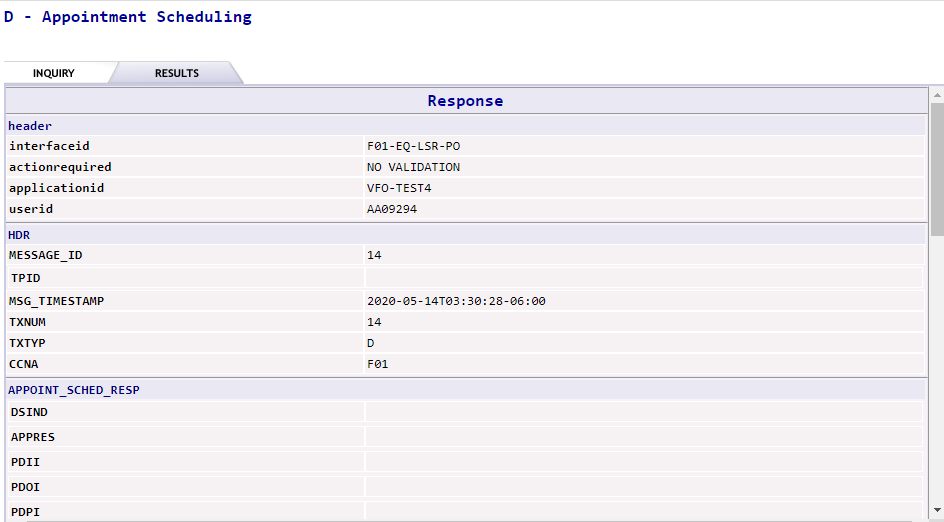 D - Appointment Scheduling
INQUIRY RESULTS
Response
header
interfaceid F01-EQ-LSR-PO
actionrequired NO VALIDATION
applicationid VFO-TEST4
userid AA09294
HDR
MESSAGE_ID 14
TPID
MSG_TIMESTAMP 2020-05-14T03:30:28-06:00
TXNUM 14
TXTYP D
CCNA F01
APPOINT_SCHED_RESP
DSIND
APPRES
PDII
PDOI
PDPI